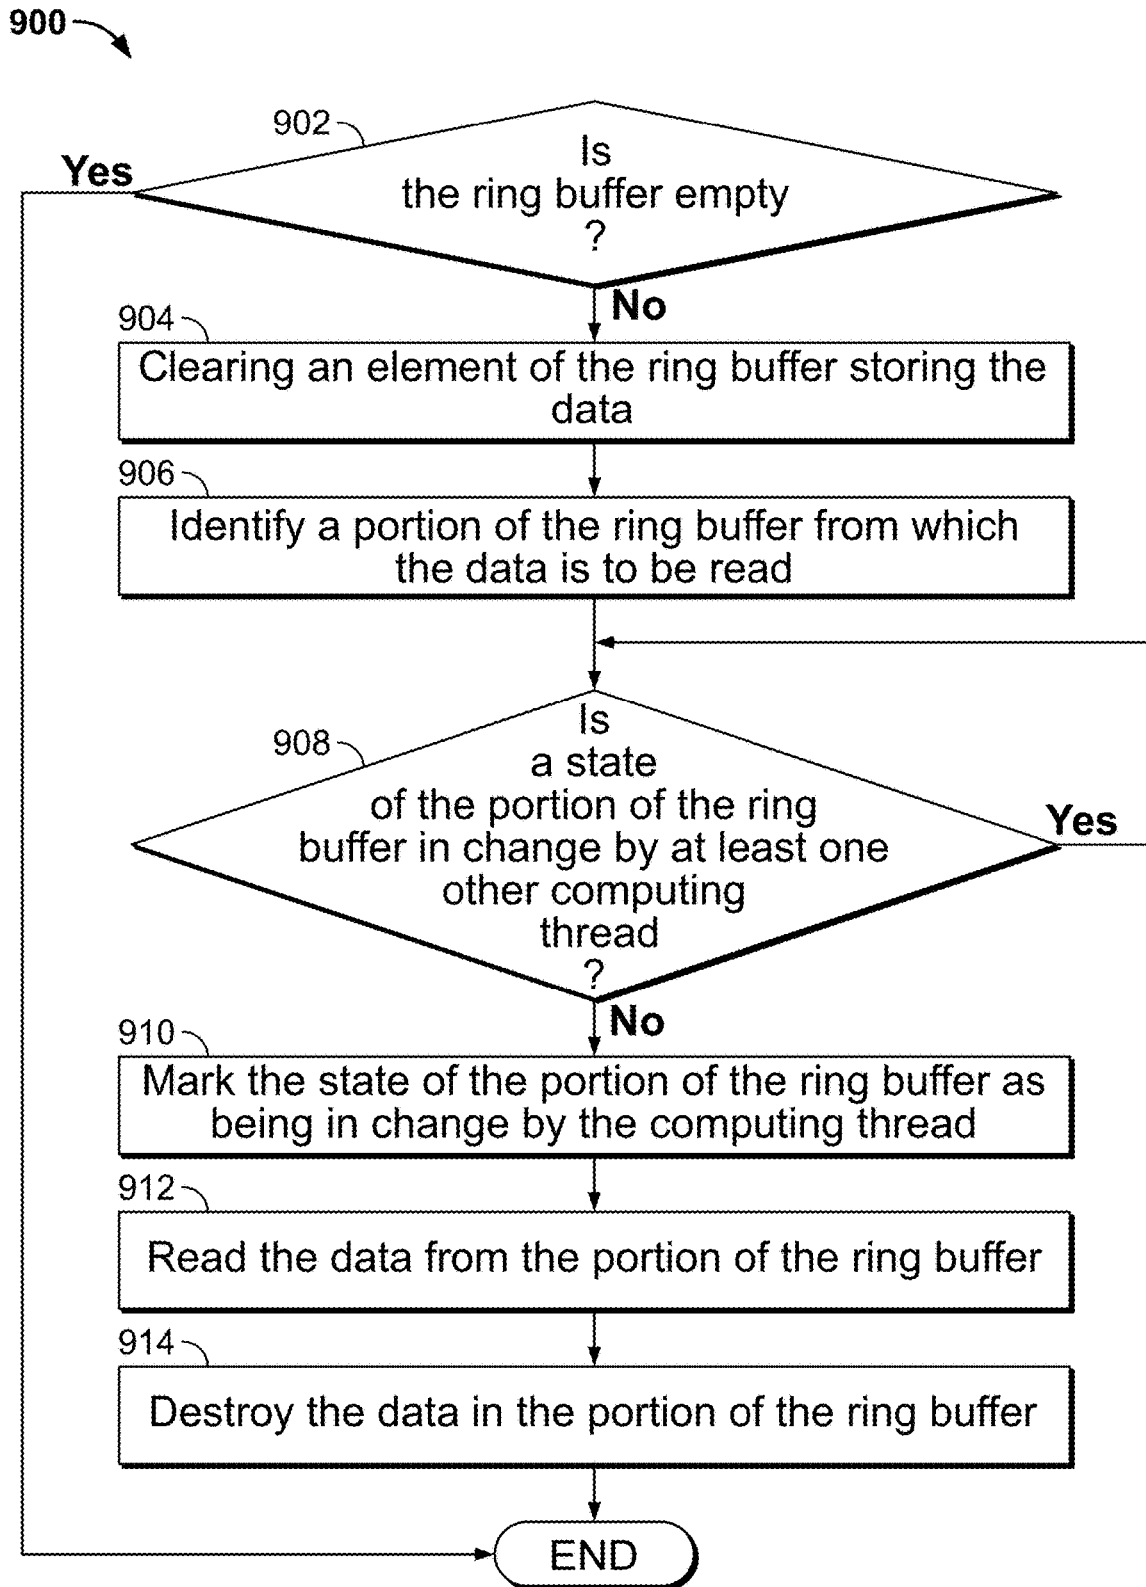 900
902
Yes
Is
the ring buffer empty
?
No
904
Clearing an element of the ring buffer storing the
data
906
Identify a portion of the ring buffer from which
the data is to be read
908
Is
a state
of the portion of the ring
buffer in change by at least one
other computing
thread
?
Yes
No
910
Mark the state of the portion of the ring buffer as
being in change by the computing thread
912
Read the data from the portion of the ring buffer
914
Destroy the data in the portion of the ring buffer
END